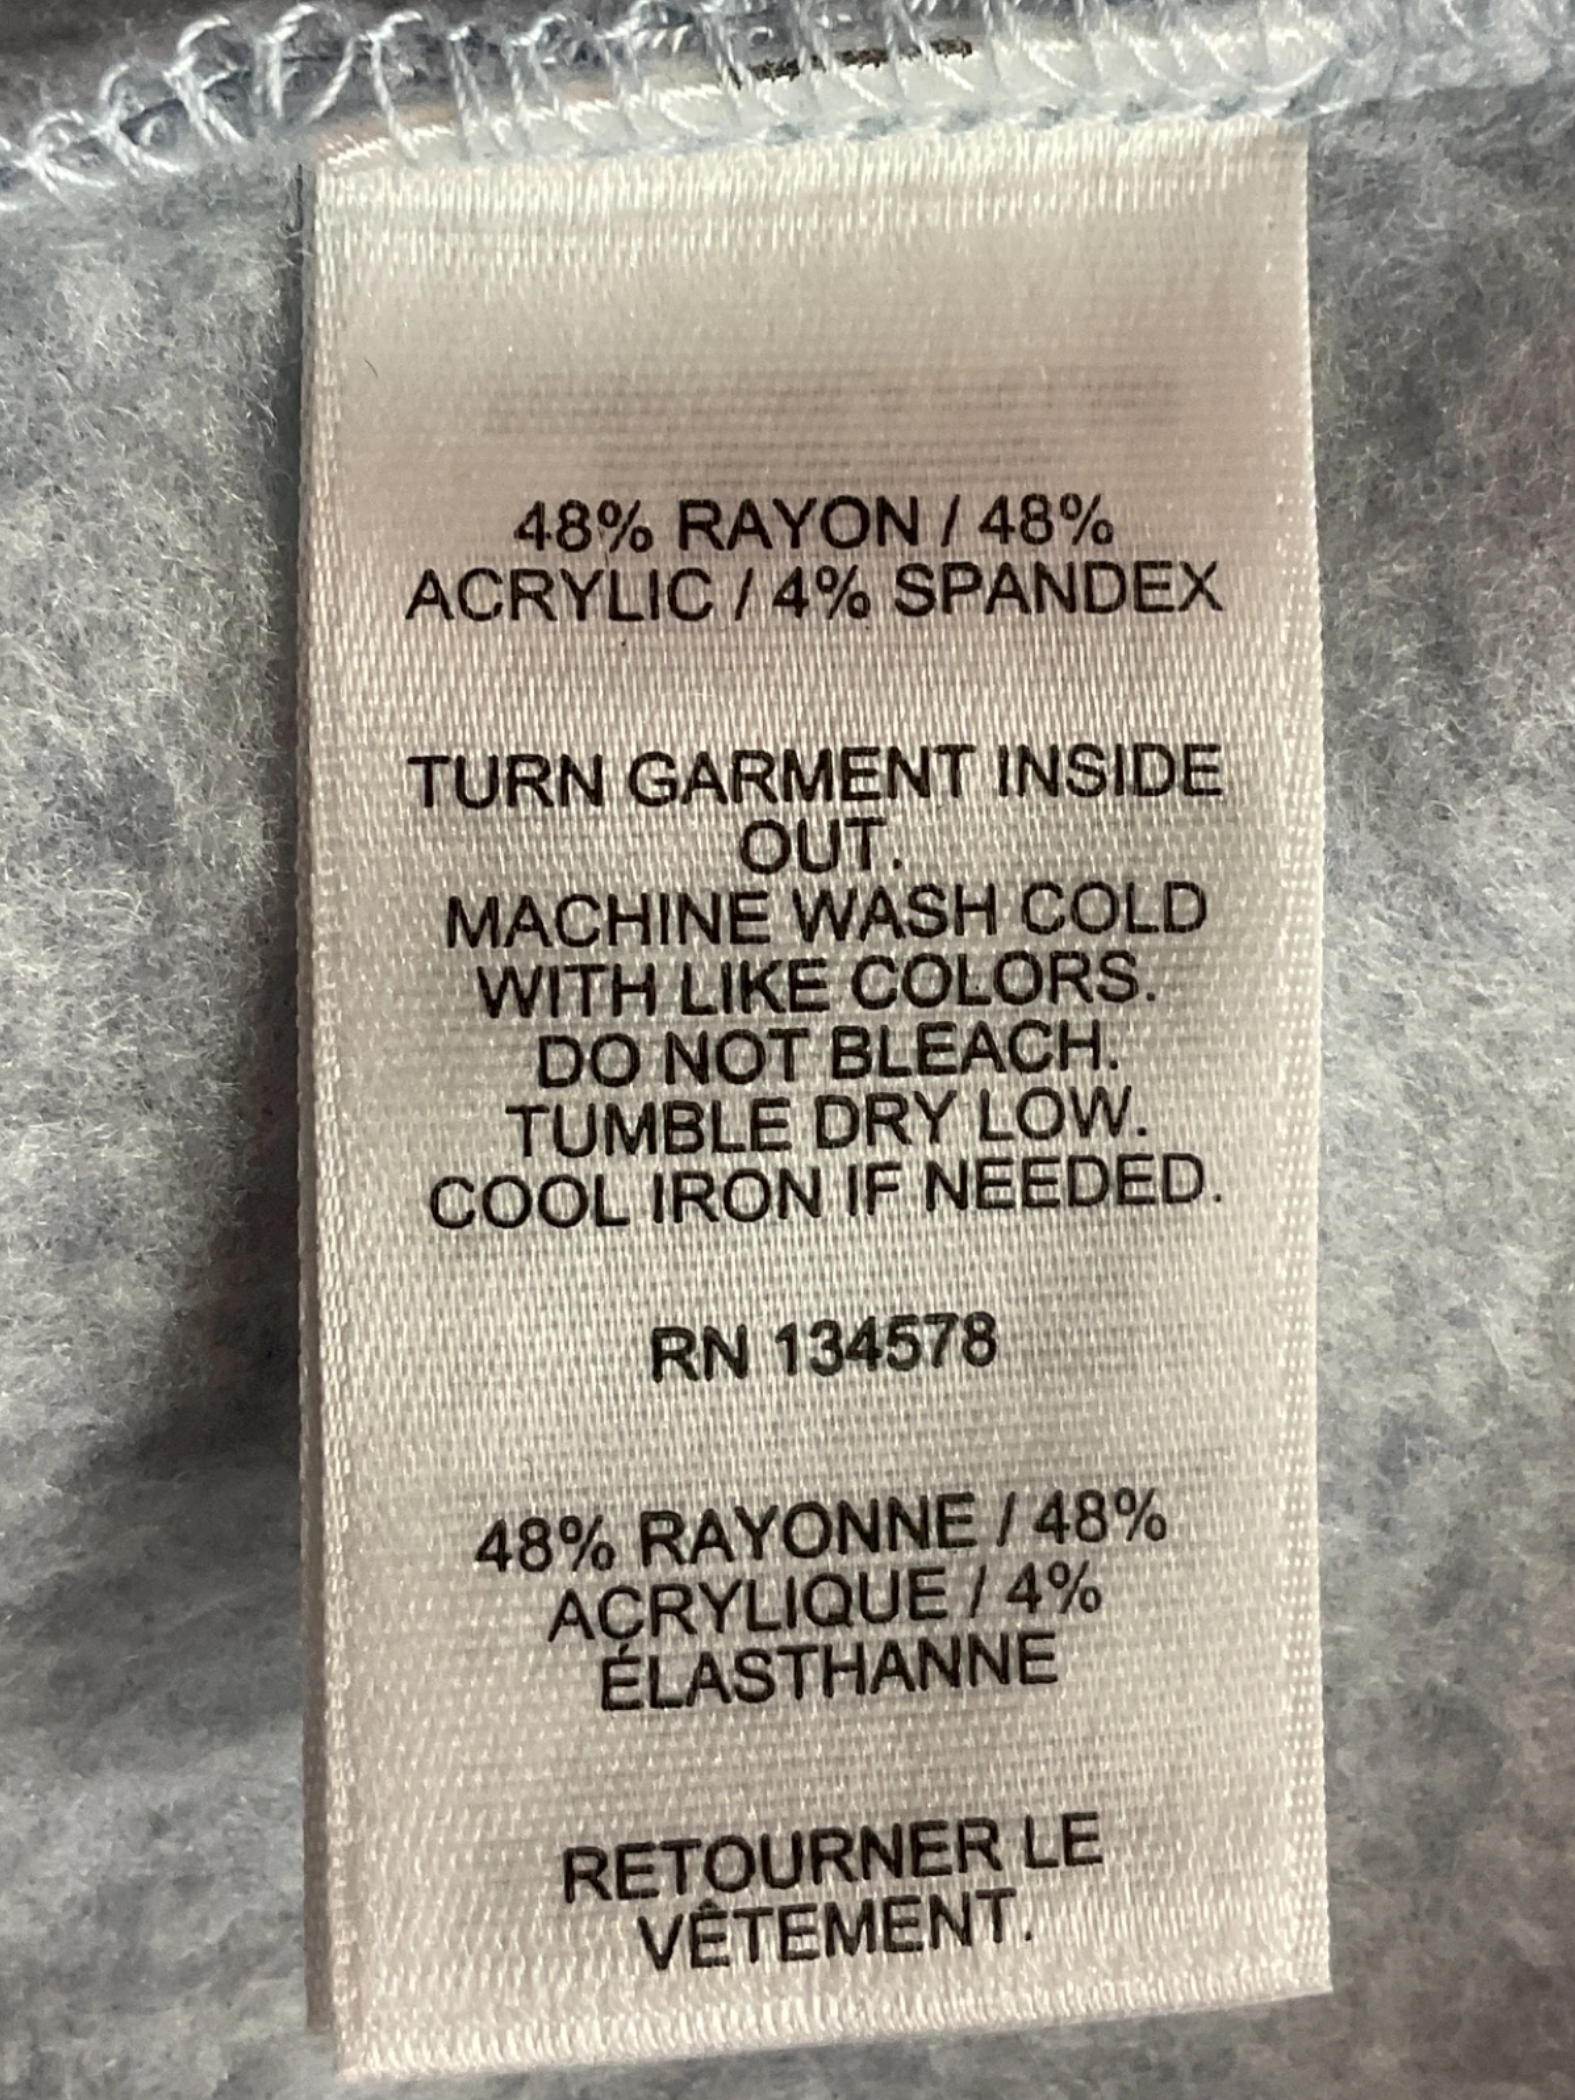 48% RAYON / 48%
ACRYLIC / 4% SPANDEX
TURN GARMENT INSIDE
OUT.
MACHINE WASH COLD
WITH LIKE COLORS.
DO NOT BLEACH.
TUMBLE DRY LOW.
COOL IRON IF NEEDED.
RN 134578
48% RAYONNE / 48%
ACRYLIQUE / 4%
ÉLASTHANNE
RETOURNER LE
VÊTEMENT.